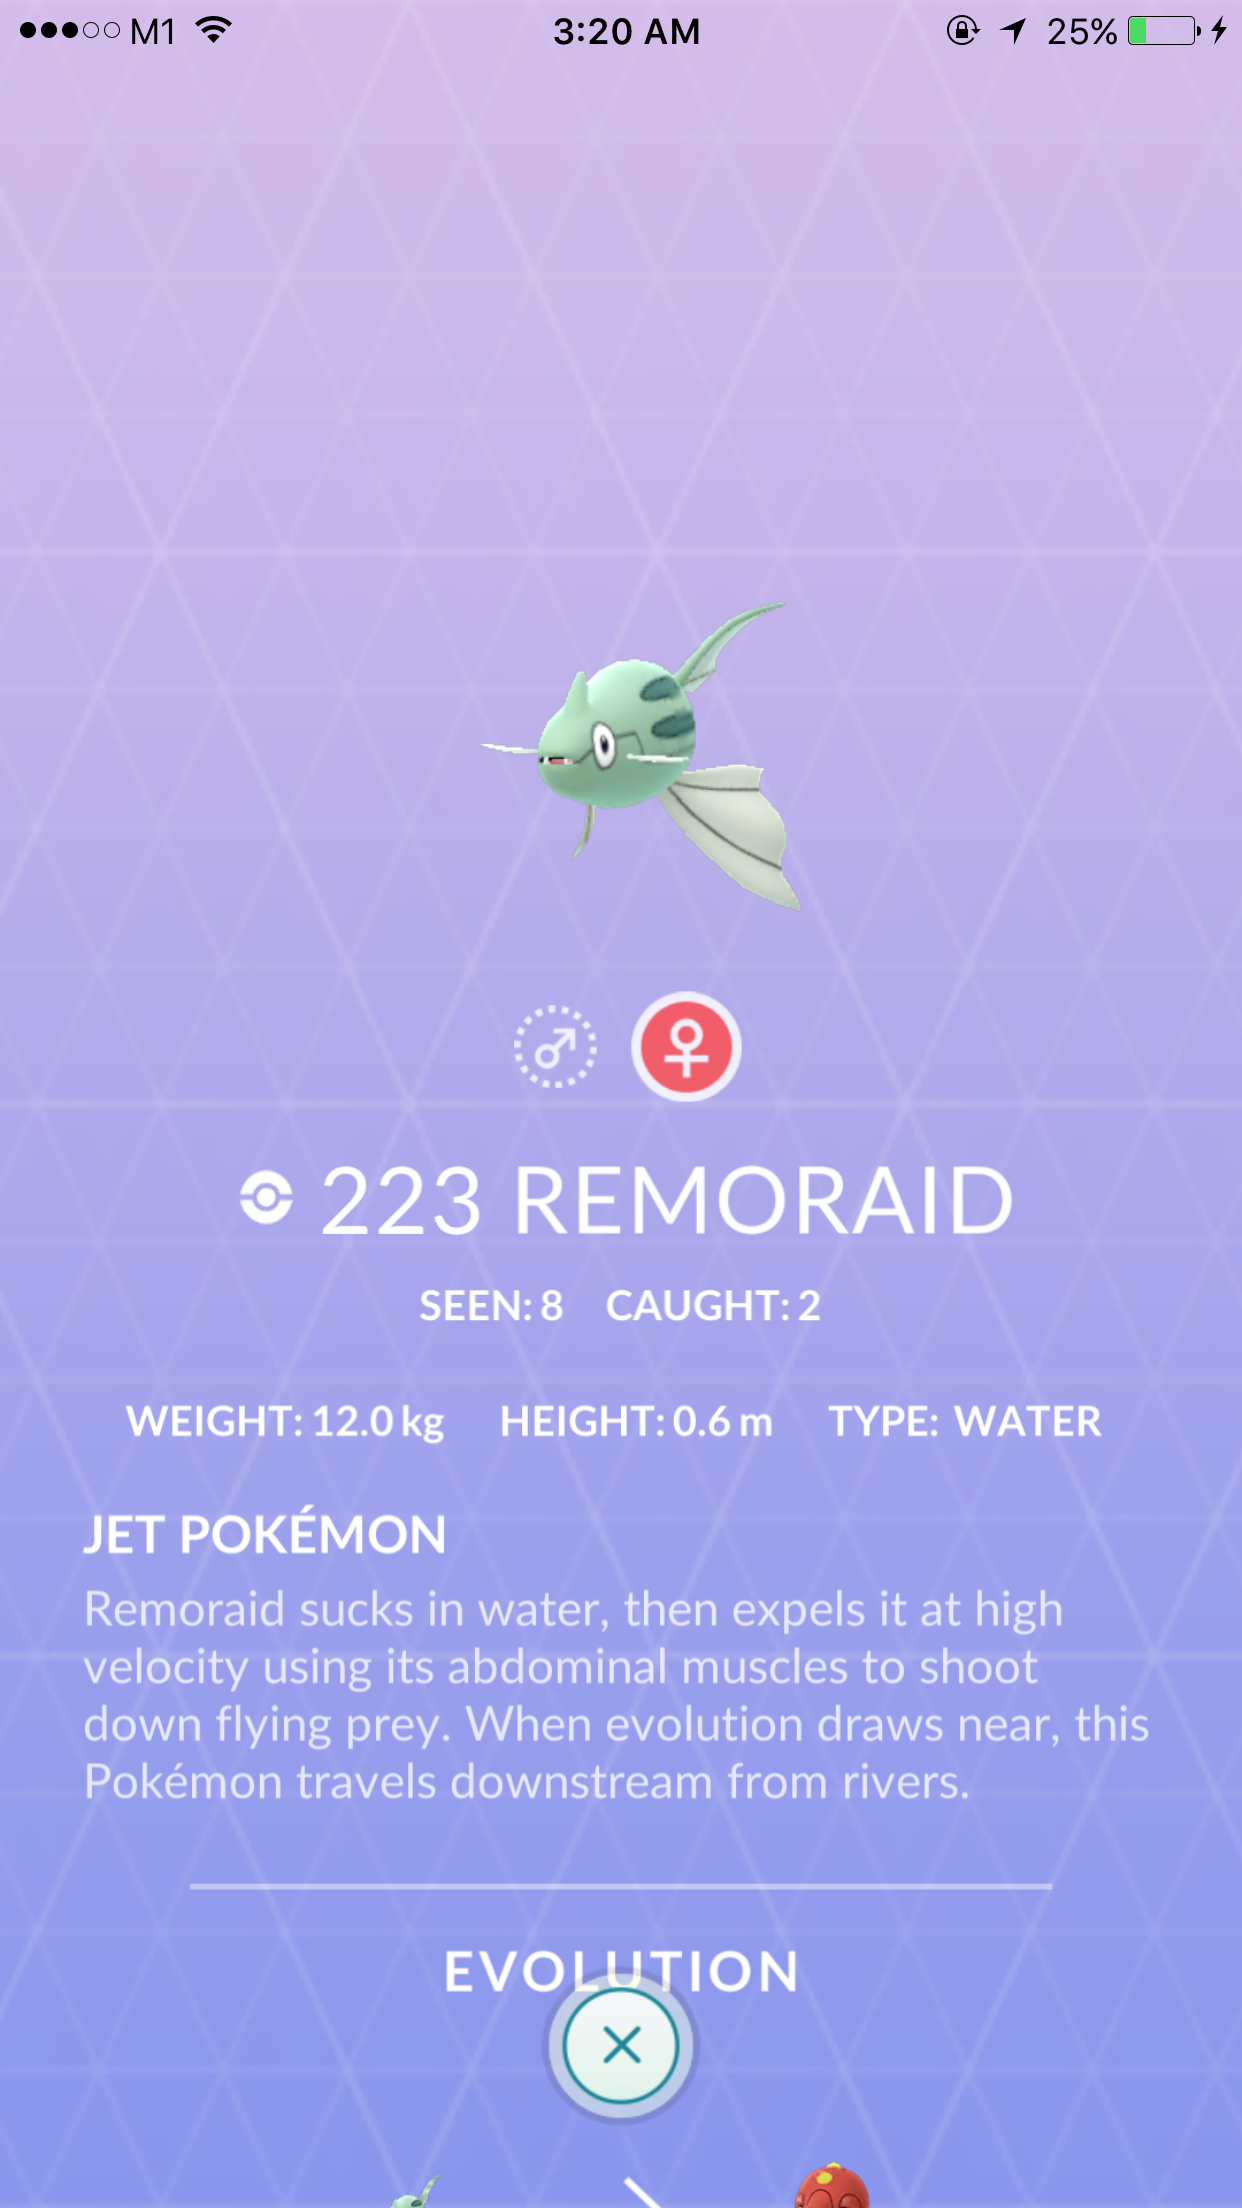 M1
3:20 AM
25%
223 REMORAID
SEEN: 8 CAUGHT: 2
WEIGHT: 12.0 kg HEIGHT: 0.6 m TYPE: WATER
JET POKÉMON
Remoraid sucks in water, then expels it at high
velocity using its abdominal muscles to shoot
down flying prey. When evolution draws near, this
Pokémon travels downstream from rivers.
EVOLUTION